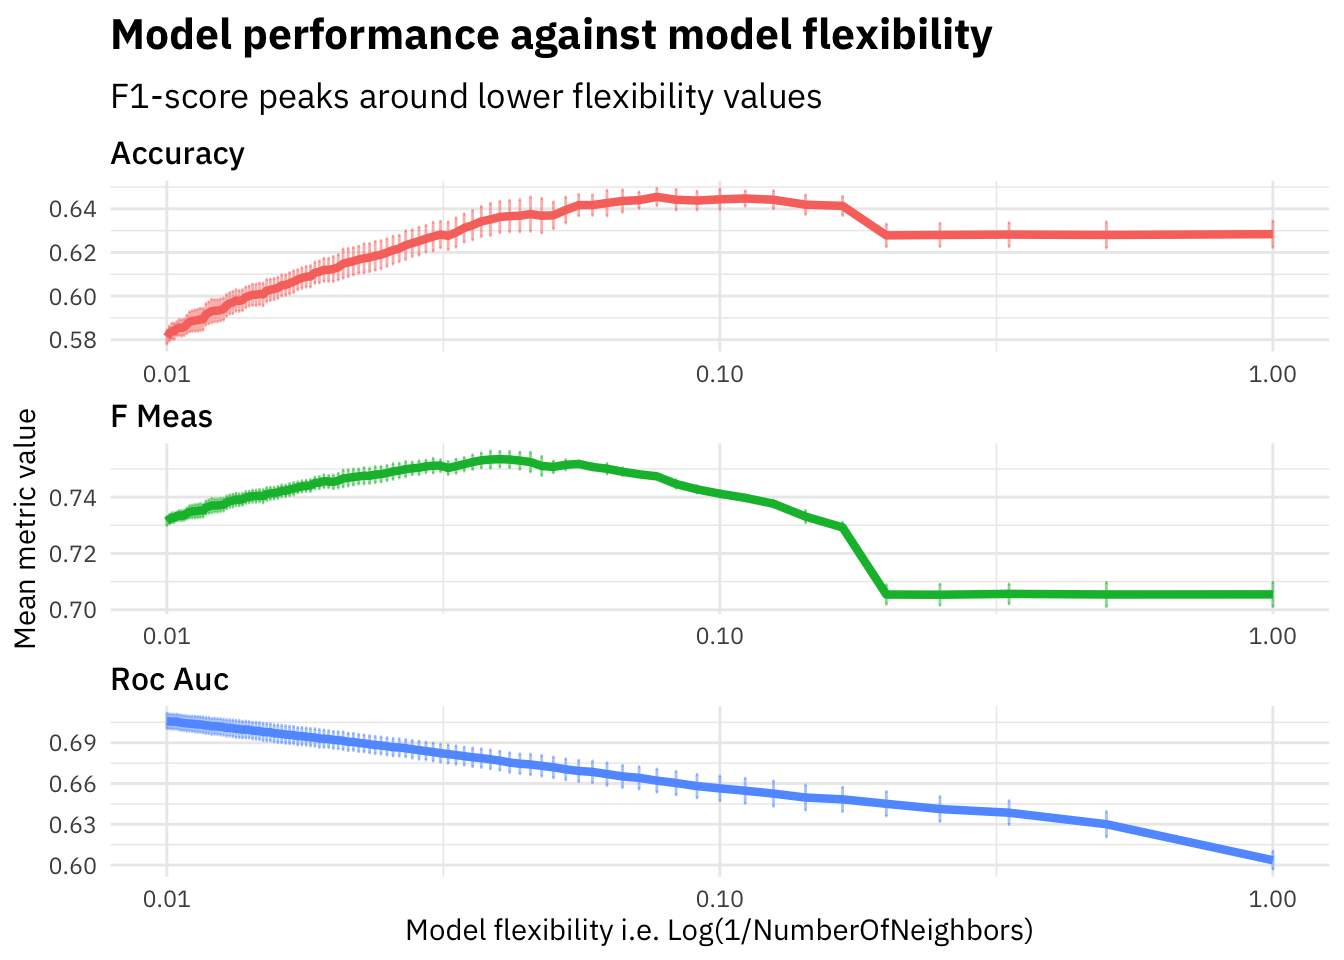 Model performance against model flexibility
F1-score peaks around lower flexibility values
Accuracy
0.64
0.62
0.60
0.58
0.01 0.10 1.00
F Meas
Mean metric value
0.74
0.72
0.70
0.01 0.10 1.00
Roc Auc
0.69
0.66
0.63
0.60
0.01 0.10 1.00
Model flexibility i.e. Log(1/NumberOfNeighbors)